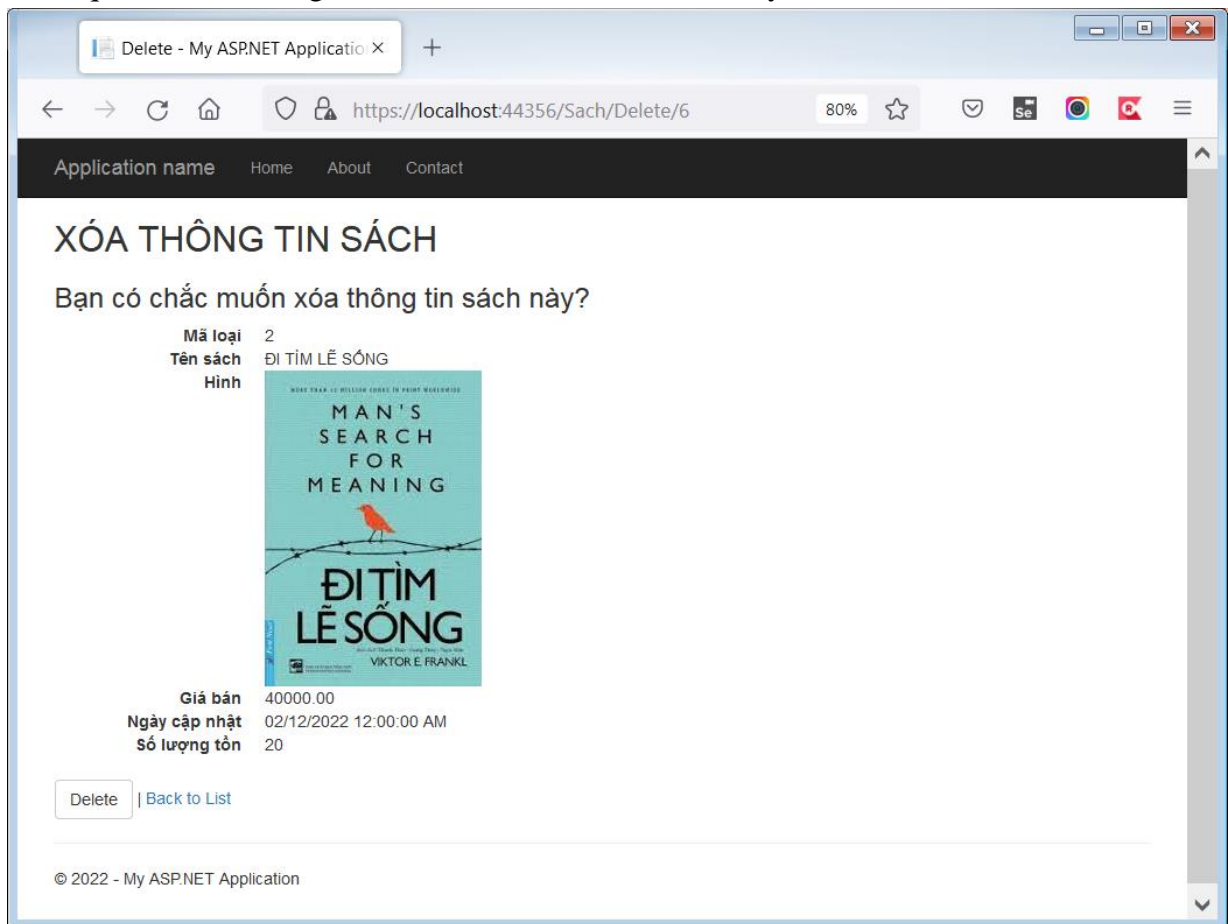 Delete - My ASP.NET Applicatio
https://localhost:44356/Sach/Delete/6 80%
Application name Home About Contact
XÓA THÔNG TIN SÁCH
Bạn có chắc muốn xóa thông tin sách này?
Mã loại 2
Tên sách ĐI TÌM LẼ SỐNG
Hình
MAN'S
SEARCH
FOR
MEANING
ĐI TÌM
LẼ SỐNG
VIKTOR E. FRANKL
Giá bán 40000.00
Ngày cập nhật 02/12/2022 12:00:00 AM
Số lượng tồn 20
Delete | Back to List
© 2022 - My ASP.NET Application